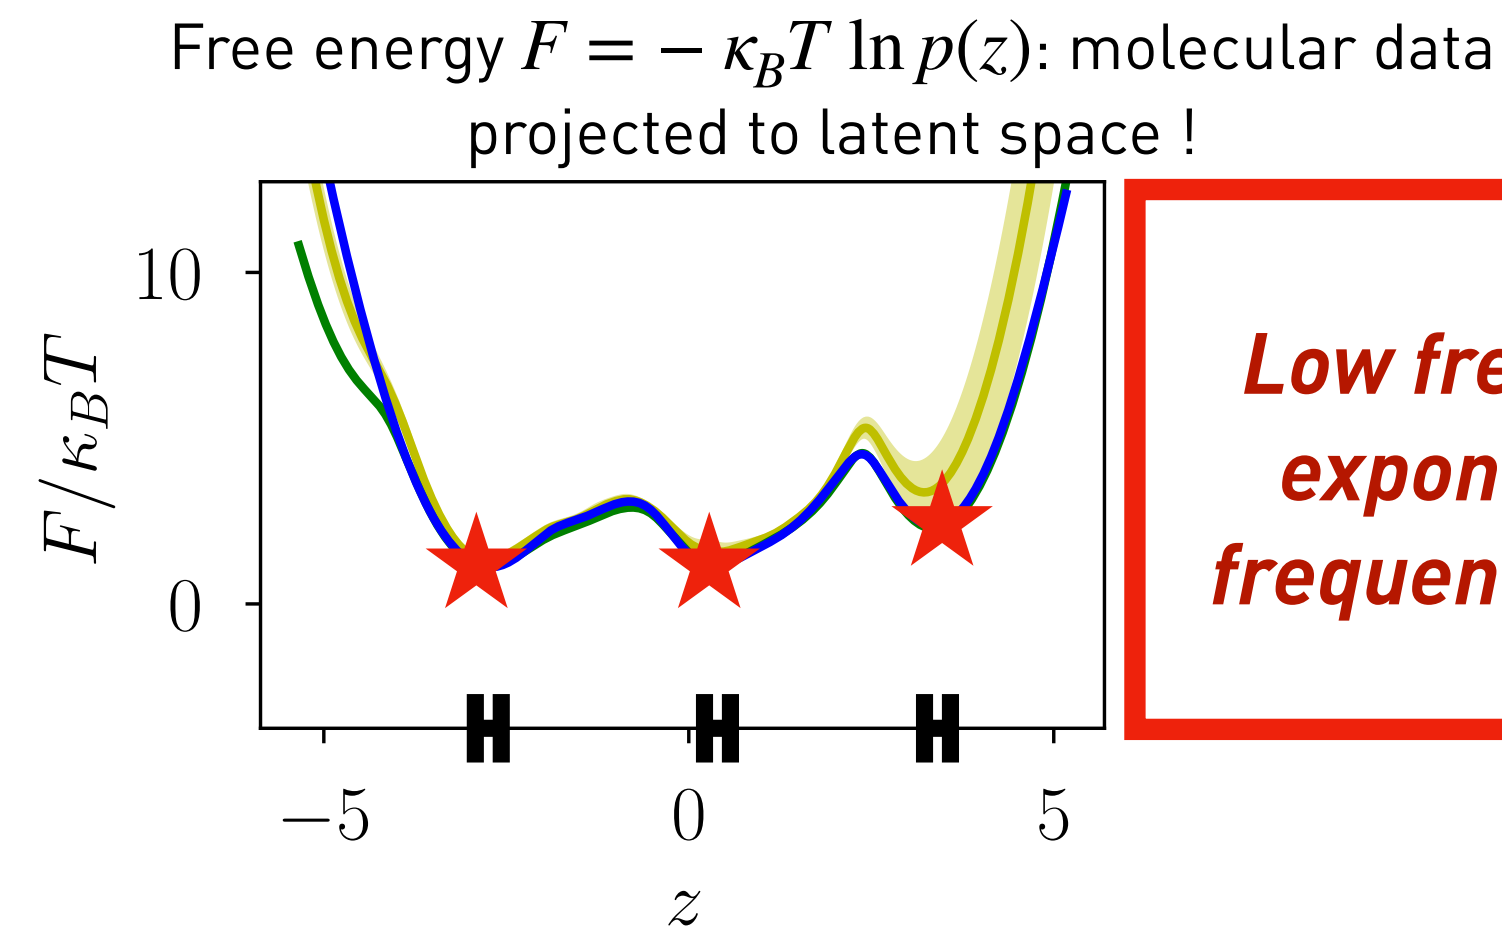 Free energy F = − κ_B T ln p(z): molecular data
projected to latent space !
10
0
F/κ_B T
−5
0
5
z
Low fre
expon
frequen